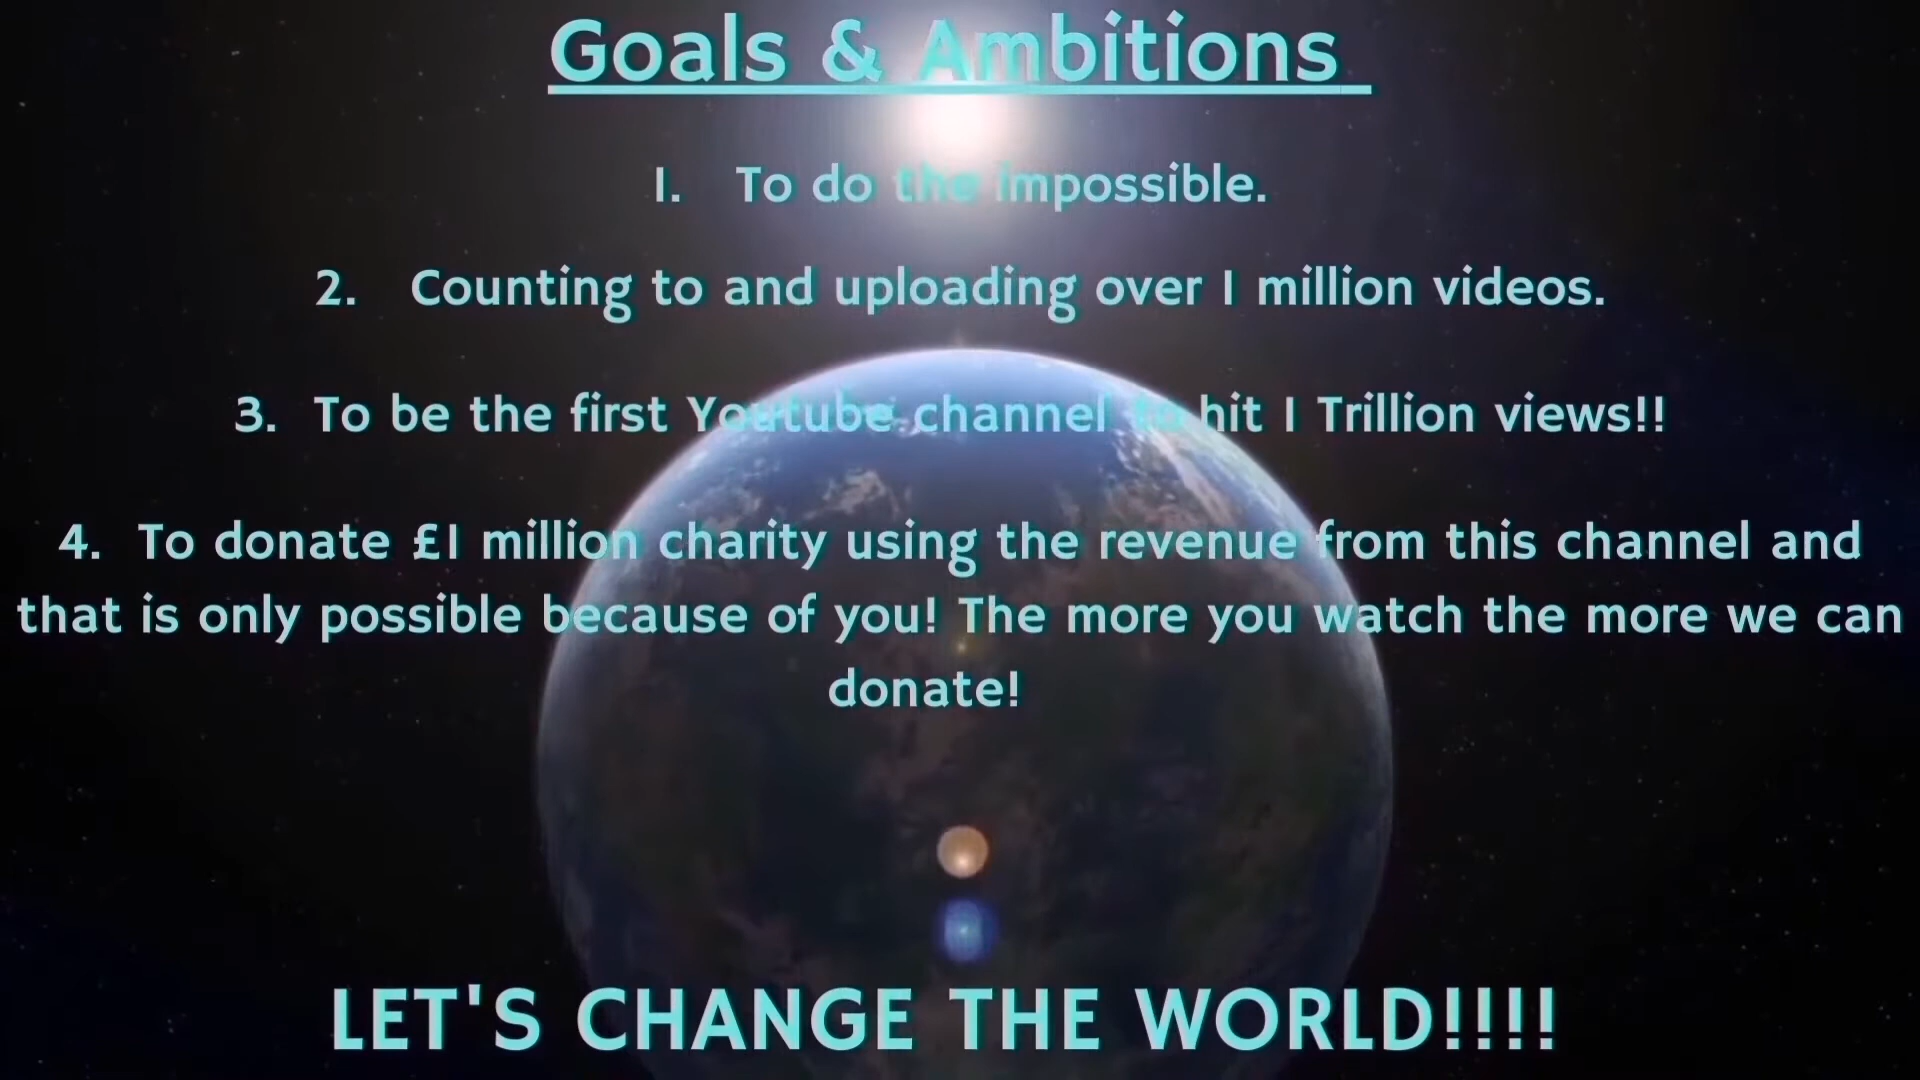 Goals & Ambitions
1. To do the impossible.
2. Counting to and uploading over 1 million videos.
3. To be the first Youtube channel to hit 1 Trillion views!!
4. To donate £1 million charity using the revenue from this channel and
that is only possible because of you! The more you watch the more we can
donate!
LET'S CHANGE THE WORLD!!!!